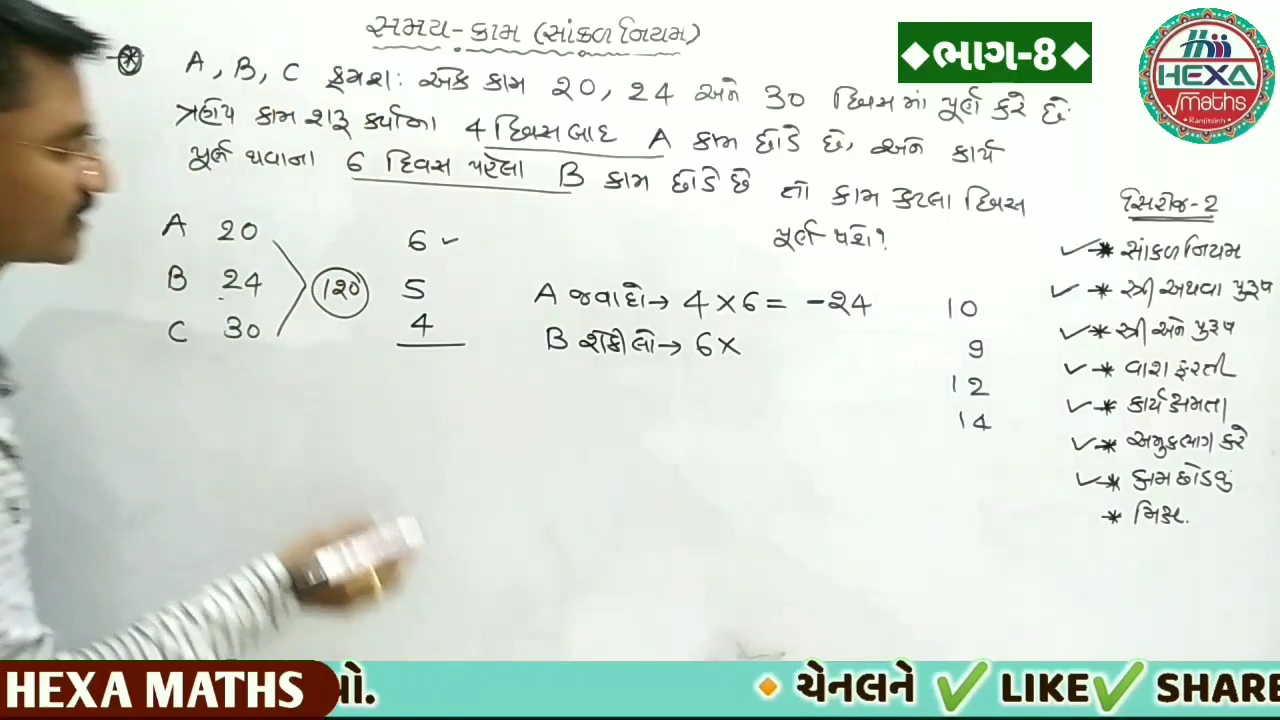 સમય-કામ (સાંકળ નિયમ)
◆ભાગ-8◆
HEXA
√maths
Ranjitsinh
* A, B, C ક્રમશઃ એક કામ 20, 24 અને 30 દિવસમાં પૂર્ણ કરે છે
ત્રણેય કામ શરૂ કર્યાના 4 દિવસ બાદ A કામ છોડે છે, અને કાર્ય
પૂર્ણ થવાના 6 દિવસ પહેલા B કામ છોડે છે તો કામ કેટલા દિવસ
પૂર્ણ થશે?
A 20 6 ✓
B 24 120 5
C 30 4
A જવાદો → 4 × 6 = -24
B રોકી લો → 6 ×
10
9
12
14
સિરીજ-2
✓* સાંકળ નિયમ
✓* સ્ત્રી અથવા પુરૂષ
✓* સ્ત્રી અને પુરૂષ
✓* વારા ફરતી
✓* કાર્યક્ષમતા
✓* અમુકભાગ કરે
✓* કામ છોડવું
* મિક્ષ.
HEXA MATHS યો. 🔸 ચેનલને ✔ LIKE ✔ SHARE